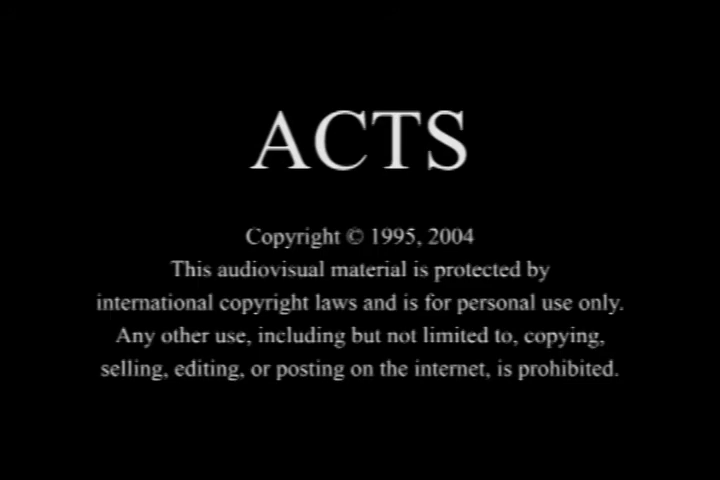 ACTS
Copyright © 1995, 2004
This audiovisual material is protected by
international copyright laws and is for personal use only.
Any other use, including but not limited to, copying,
selling, editing, or posting on the internet, is prohibited.